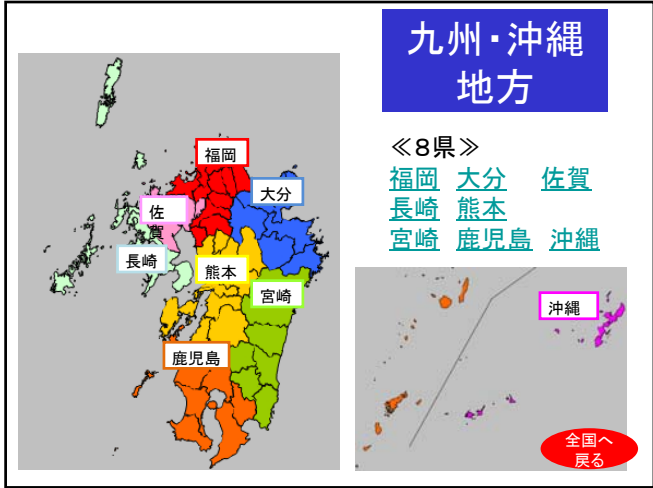 九州・沖縄
地方
≪8県≫
福岡 大分 佐賀
長崎 熊本
宮崎 鹿児島 沖縄
福岡
大分
佐
賀
長崎
熊本
宮崎
鹿児島
沖縄
全国へ
戻る